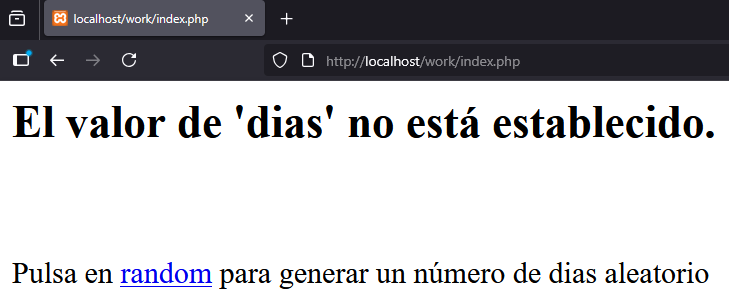 localhost/work/index.php
http://localhost/work/index.php
El valor de 'dias' no está establecido.
Pulsa en random para generar un número de dias aleatorio